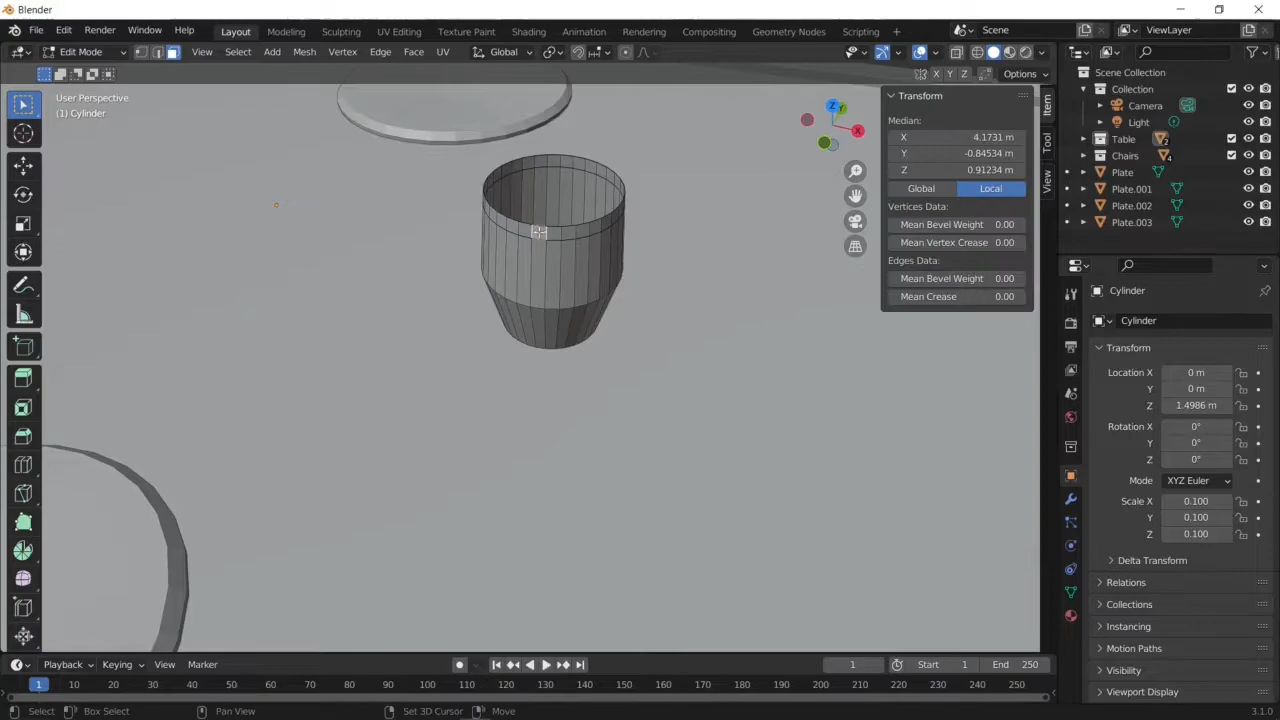 Blender
File Edit Render Window Help Layout Modeling Sculpting UV Editing Texture Paint Shading Animation Rendering Compositing Geometry Nodes Scripting + Scene ViewLayer
Edit Mode View Select Add Mesh Vertex Edge Face UV Global
X Y Z Options
User Perspective
(1) Cylinder
Z
Y
X
Transform
Median:
X 4.1731 m
Y -0.84534 m
Z 0.91234 m
Global Local
Vertices Data:
Mean Bevel Weight 0.00
Mean Vertex Crease 0.00
Edges Data:
Mean Bevel Weight 0.00
Mean Crease 0.00
Item
Tool
View
Scene Collection
Collection
Camera
Light
Table 2
Chairs 4
Plate
Plate.001
Plate.002
Plate.003
Cylinder
Cylinder
Transform
Location X 0 m
Y 0 m
Z 1.4986 m
Rotation X 0°
Y 0°
Z 0°
Mode XYZ Euler
Scale X 0.100
Y 0.100
Z 0.100
Delta Transform
Relations
Collections
Instancing
Motion Paths
Visibility
Viewport Display
Playback Keying View Marker 1 Start 1 End 250
1 10 20 30 40 50 60 70 80 90 100 110 120 130 140 150 160 170 180 190 200 210 220 230 240 250
Select Box Select Pan View Set 3D Cursor Move 3.1.0